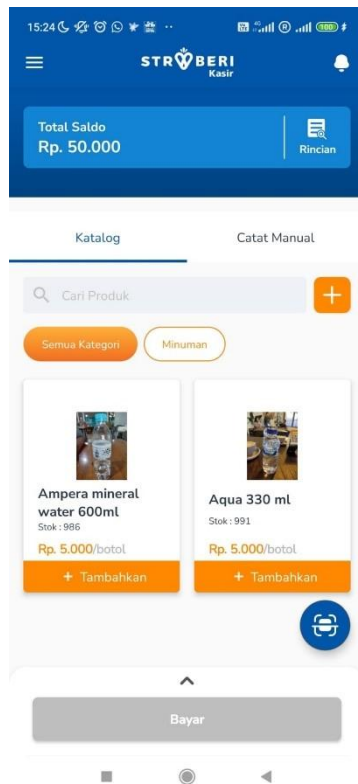 15:24
STROBERI
Kasir
Total Saldo
Rp. 50.000
Rincian
Katalog
Catat Manual
Cari Produk
Semua Kategori
Minuman
Ampera mineral
water 600ml
Stok : 986
Rp. 5.000/botol
+ Tambahkan
Aqua 330 ml
Stok : 991
Rp. 5.000/botol
+ Tambahkan
Bayar